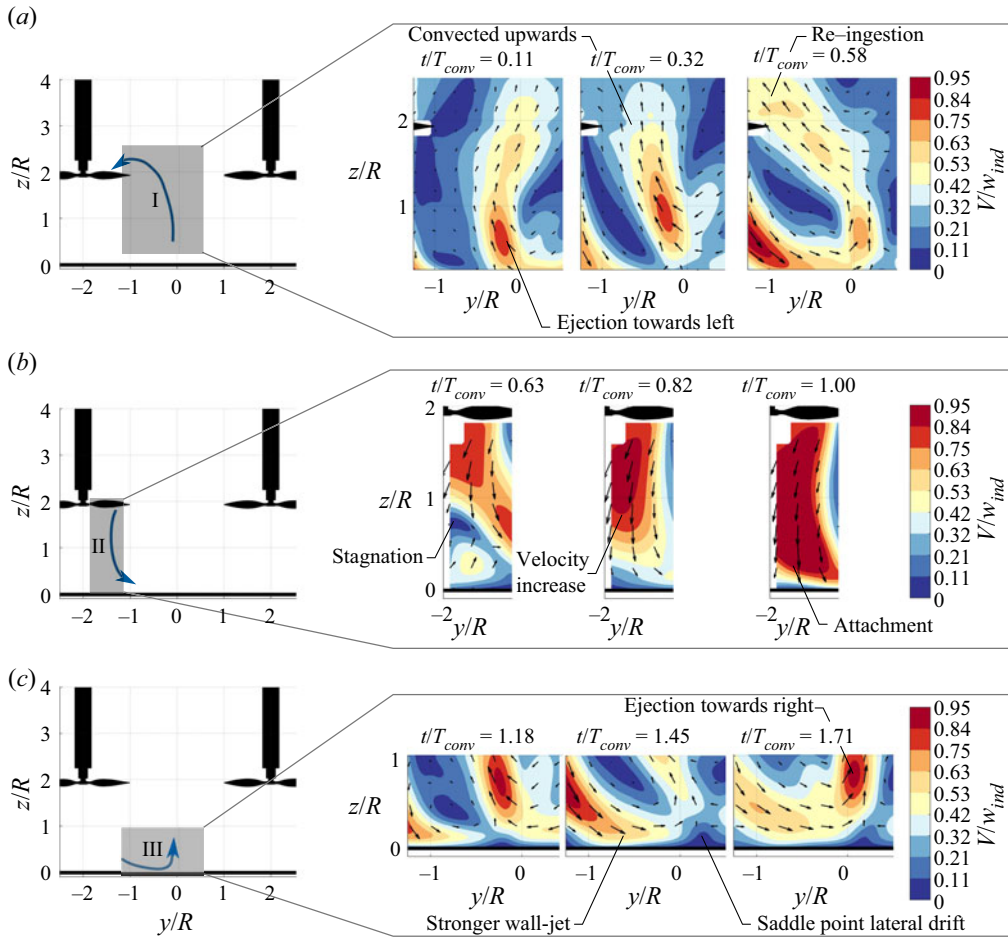 (a)
Convected upwards
Re–ingestion
t/T_conv = 0.11
t/T_conv = 0.32
t/T_conv = 0.58
4
3
2
1
0
z/R
I
–2 –1 0 1 2
z/R
2
1
–1 0
–1 0
–1 0
y/R
y/R
y/R
Ejection towards left
0.95
0.84
0.75
0.63
0.53
0.42
0.32
0.21
0.11
0
V/w_ind
(b)
t/T_conv = 0.63
t/T_conv = 0.82
t/T_conv = 1.00
4
3
2
1
0
z/R
II
–2 –1 0 1 2
2
1
0
z/R
Stagnation
Velocity
increase
–2
–2
–2
y/R
y/R
y/R
Attachment
0.95
0.84
0.75
0.63
0.53
0.42
0.32
0.21
0.11
0
V/w_ind
(c)
Ejection towards right
t/T_conv = 1.18
t/T_conv = 1.45
t/T_conv = 1.71
4
3
2
1
0
z/R
III
–2 –1 0 1 2
y/R
1
0
z/R
–1 0
–1 0
–1 0
y/R
y/R
y/R
Stronger wall-jet
Saddle point lateral drift
0.95
0.84
0.75
0.63
0.53
0.42
0.32
0.21
0.11
0
V/w_ind